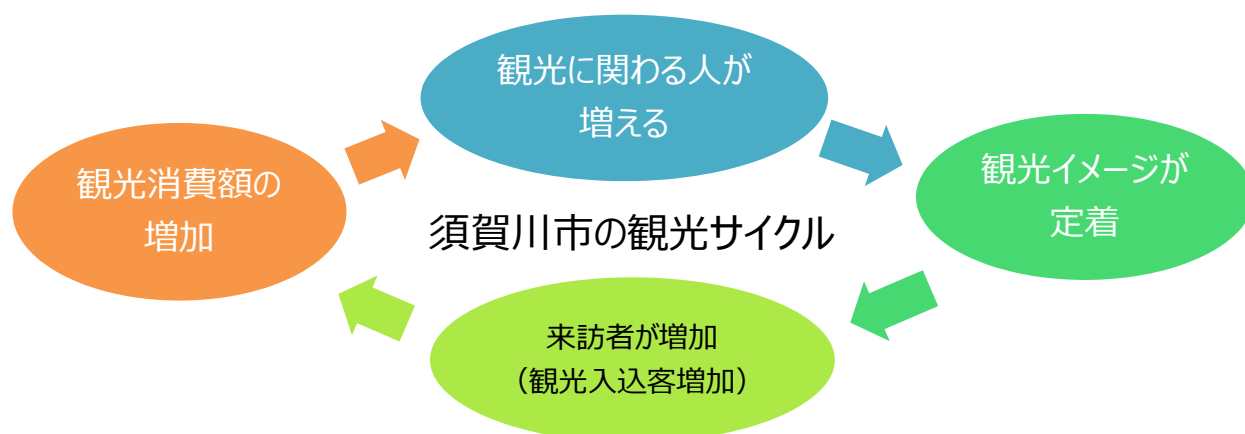 観光に関わる人が
増える
観光イメージが
定着
観光消費額の
増加
須賀川市の観光サイクル
来訪者が増加
（観光入込客増加）